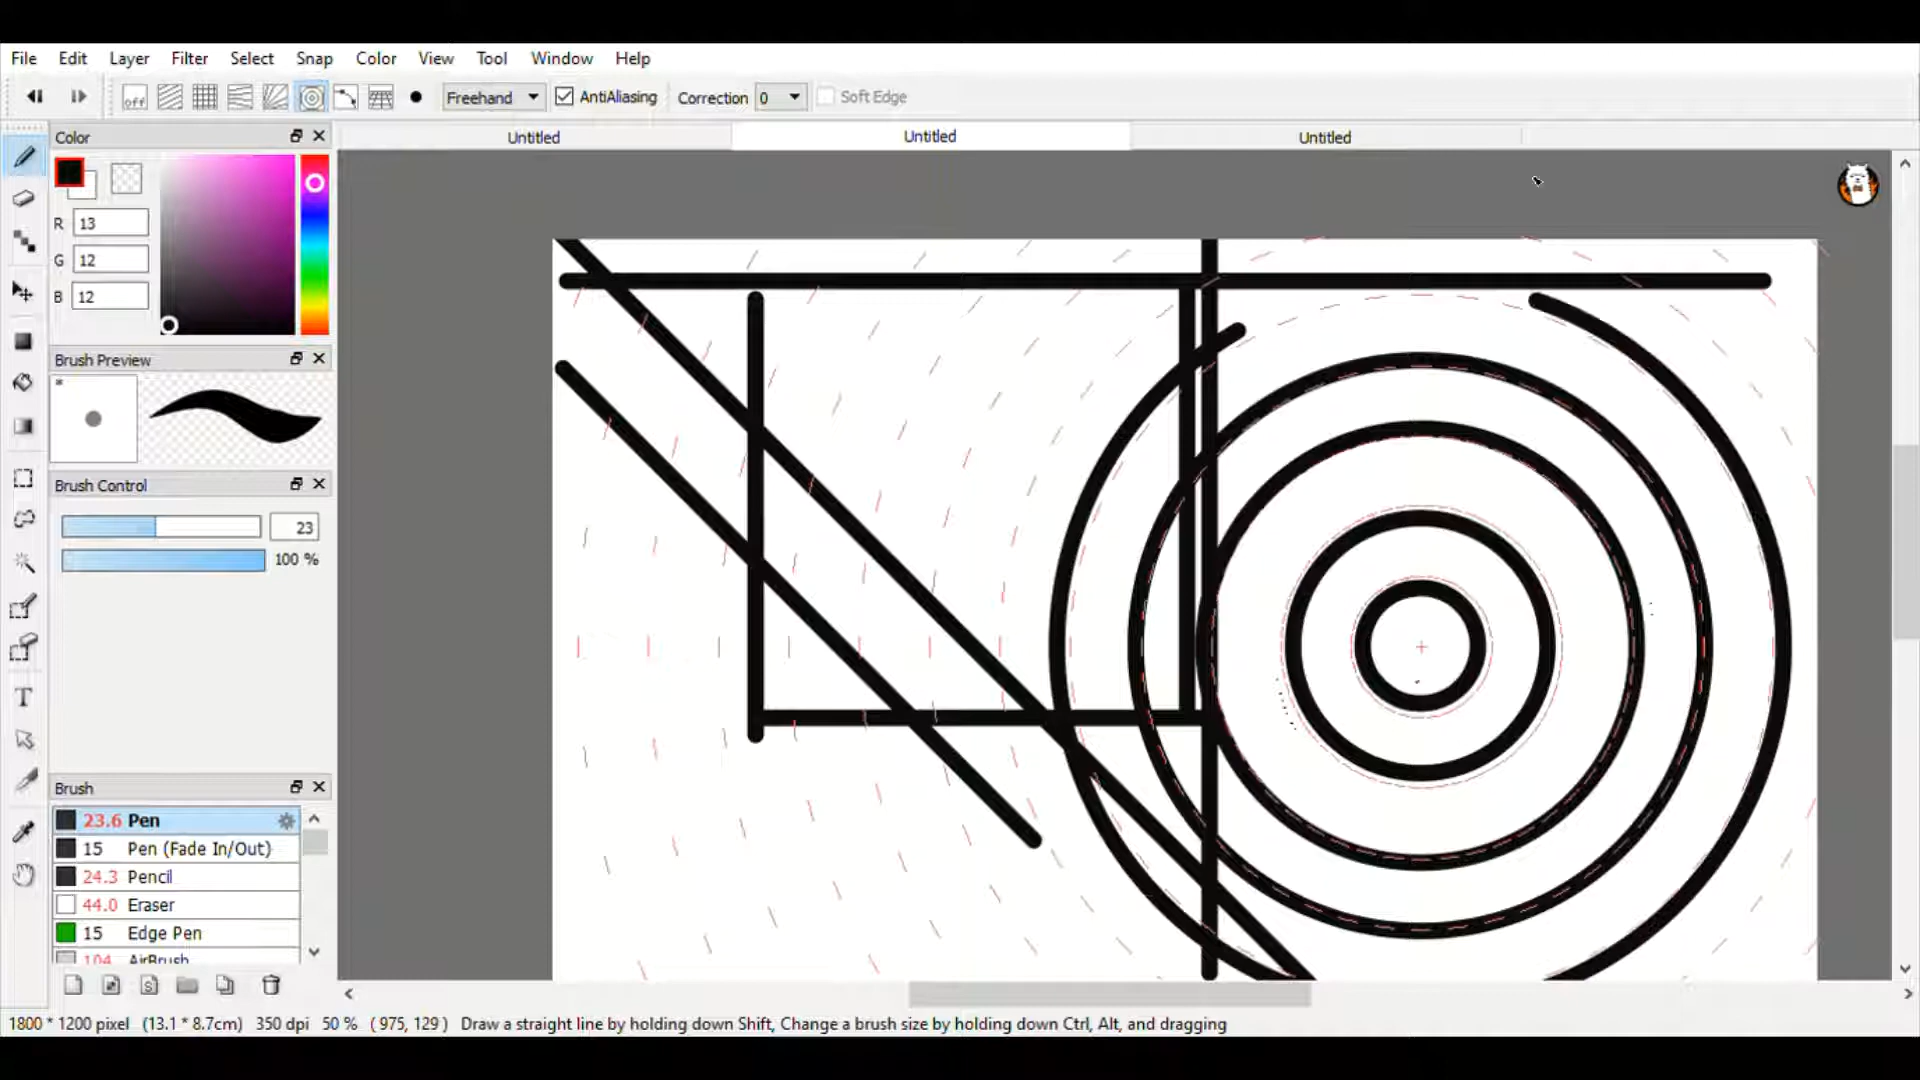 File Edit Layer Filter Select Snap Color View Tool Window Help
off Freehand AntiAliasing Correction 0 Soft Edge
Color
Untitled Untitled Untitled
R 13
G 12
B 12
Brush Preview
*
Brush Control
23
100 %
Brush
23.6 Pen
15 Pen (Fade In/Out)
24.3 Pencil
44.0 Eraser
15 Edge Pen
104 AirBrush
S
T
1800 * 1200 pixel (13.1 * 8.7cm) 350 dpi 50 % ( 975, 129 ) Draw a straight line by holding down Shift, Change a brush size by holding down Ctrl, Alt, and dragging